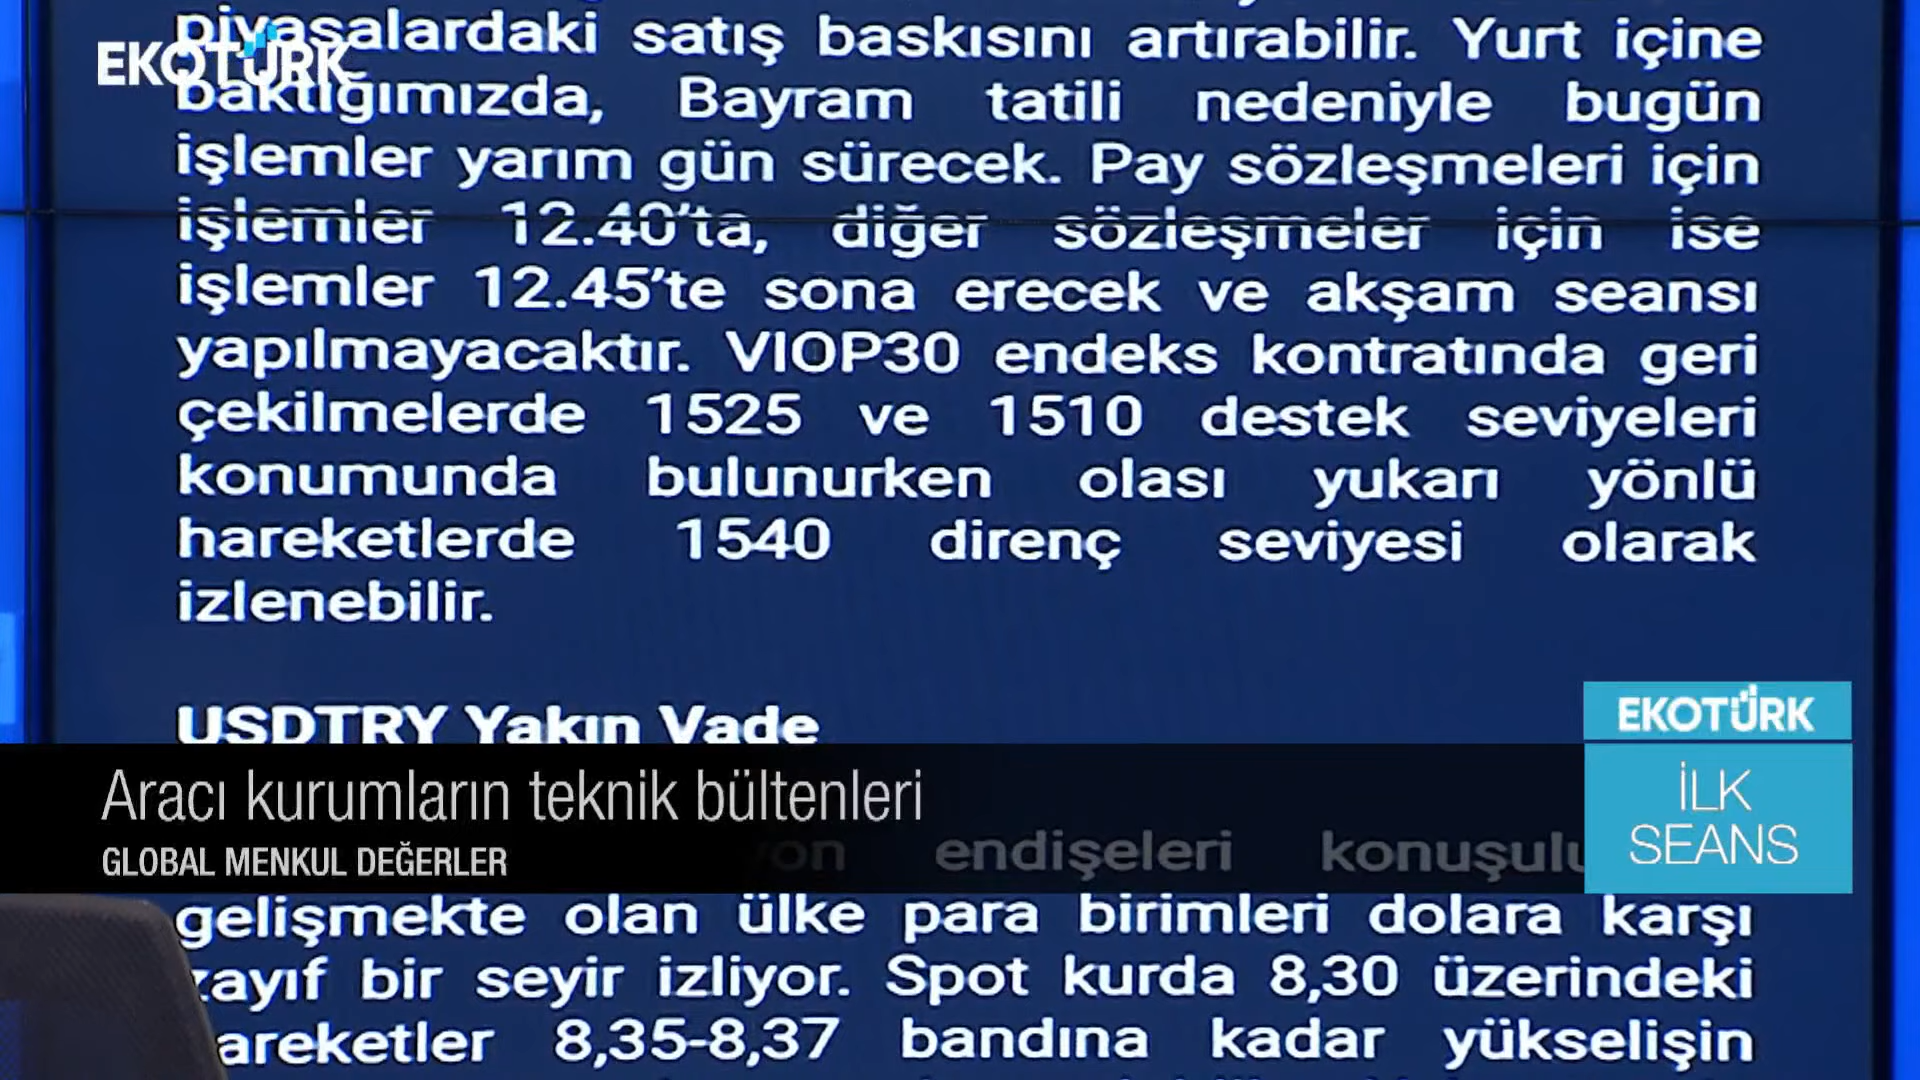 piyasalardaki satış baskısını artırabilir. Yurt içine
EKOTÜRK
baktığımızda, Bayram tatili nedeniyle bugün
işlemler yarım gün sürecek. Pay sözleşmeleri için
işlemler 12.40’ta, diğer sözleşmeler için ise
işlemler 12.45’te sona erecek ve akşam seansı
yapılmayacaktır. VIOP30 endeks kontratında geri
çekilmelerde 1525 ve 1510 destek seviyeleri
konumunda bulunurken olası yukarı yönlü
hareketlerde 1540 direnç seviyesi olarak
izlenebilir.
USDTRY Yakın Vade
EKOTÜRK
İLK
SEANS
Aracı kurumların teknik bültenleri
GLOBAL MENKUL DEĞERLER
endişeleri
gelişmekte olan ülke para birimleri dolara karşı
zayıf bir seyir izliyor. Spot kurda 8,30 üzerindeki
hareketler 8,35-8,37 bandına kadar yükselişin